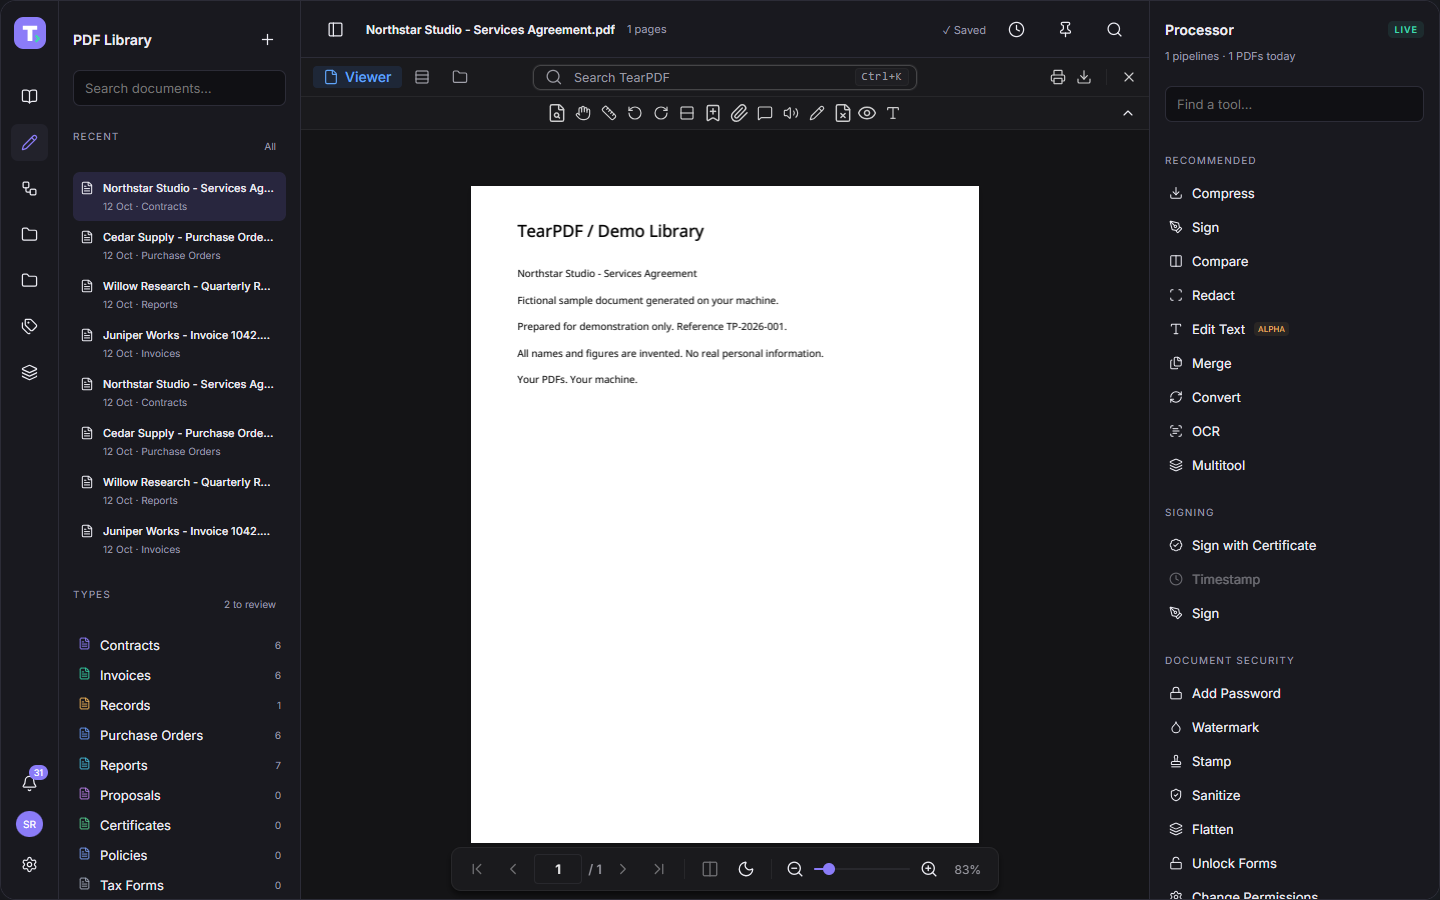 T
PDF Library
Search documents...
RECENT
All
Northstar Studio - Services Ag...
12 Oct · Contracts
Cedar Supply - Purchase Orde...
12 Oct · Purchase Orders
Willow Research - Quarterly R...
12 Oct · Reports
Juniper Works - Invoice 1042....
12 Oct · Invoices
Northstar Studio - Services Ag...
12 Oct · Contracts
Cedar Supply - Purchase Orde...
12 Oct · Purchase Orders
Willow Research - Quarterly R...
12 Oct · Reports
Juniper Works - Invoice 1042....
12 Oct · Invoices
TYPES
2 to review
Contracts 6
Invoices 6
Records 1
Purchase Orders 6
Reports 7
Proposals 0
Certificates 0
Policies 0
Tax Forms 0
31
SR
Northstar Studio - Services Agreement.pdf 1 pages
✓ Saved
Viewer
Search TearPDF Ctrl+K
TearPDF / Demo Library
Northstar Studio - Services Agreement
Fictional sample document generated on your machine.
Prepared for demonstration only. Reference TP-2026-001.
All names and figures are invented. No real personal information.
Your PDFs. Your machine.
1 / 1
83%
Processor LIVE
1 pipelines · 1 PDFs today
Find a tool...
RECOMMENDED
Compress
Sign
Compare
Redact
Edit Text ALPHA
Merge
Convert
OCR
Multitool
SIGNING
Sign with Certificate
Timestamp
Sign
DOCUMENT SECURITY
Add Password
Watermark
Stamp
Sanitize
Flatten
Unlock Forms
Change Permissions